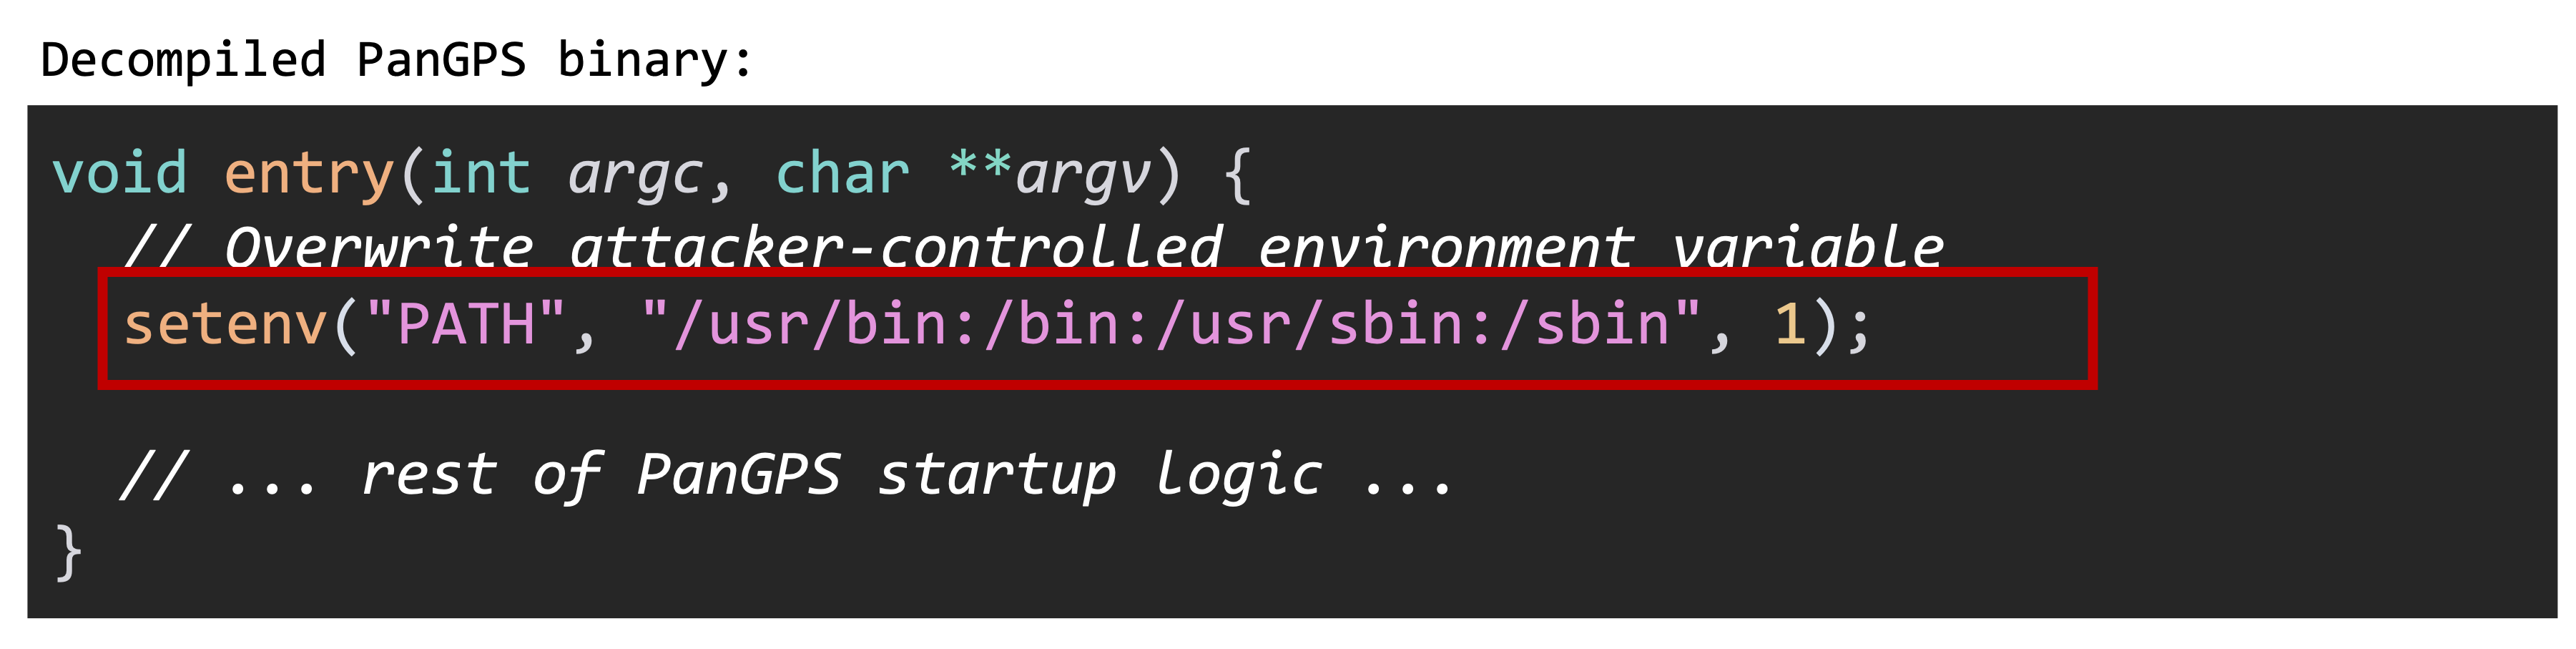 Decompiled PanGPS binary:
void entry(int argc, char **argv) {
// Overwrite attacker-controlled environment variable
setenv("PATH", "/usr/bin:/bin:/usr/sbin:/sbin", 1);
// ... rest of PanGPS startup logic ...
}